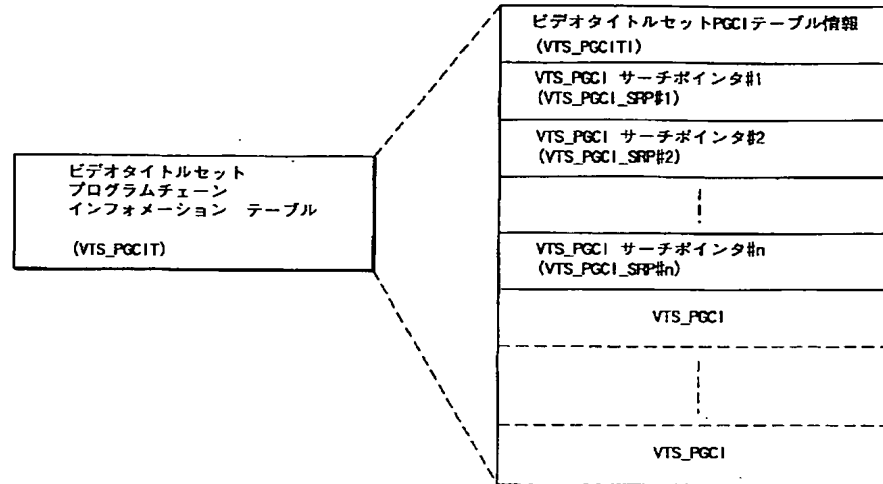 ビデオタイトルセット
プログラムチェーン
インフォメーション テーブル
(VTS_PGCIT)
ビデオタイトルセットPGCIテーブル情報
(VTS_PGCITI)
VTS_PGCI サーチポインタ#1
(VTS_PGCI_SRP#1)
VTS_PGCI サーチポインタ#2
(VTS_PGCI_SRP#2)
VTS_PGCI サーチポインタ#n
(VTS_PGCI_SRP#n)
VTS_PGCI
VTS_PGCI